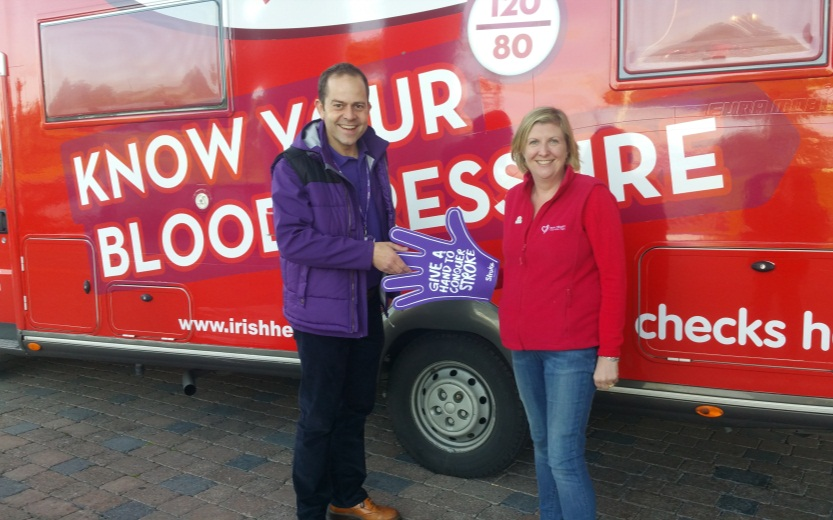 120
80
KNOW YOUR
BLOOD PRESSURE
GIVE A
HAND TO
CONQUER
STROKE
Stroke
www.irishhe
checks h